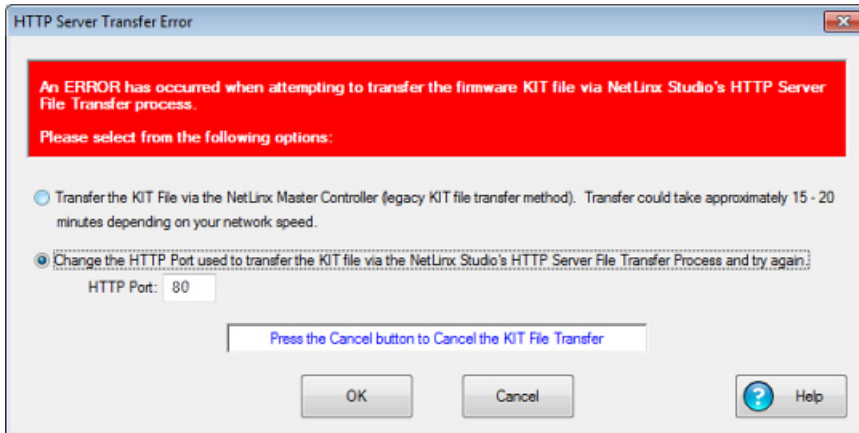 HTTP Server Transfer Error
An ERROR has occurred when attempting to transfer the firmware KIT file via NetLinx Studio's HTTP Server
File Transfer process.
Please select from the following options:
Transfer the KIT File via the NetLinx Master Controller (legacy KIT file transfer method). Transfer could take approximately 15 - 20
minutes depending on your network speed.
Change the HTTP Port used to transfer the KIT file via the NetLinx Studio's HTTP Server File Transfer Process and try again.
HTTP Port: 80
Press the Cancel button to Cancel the KIT File Transfer
OK Cancel ? Help